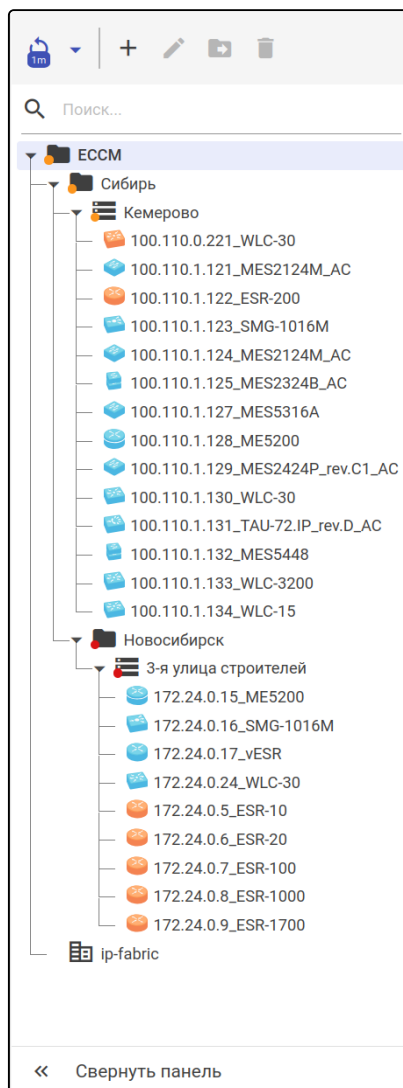 1m
Поиск...
ECCM
Сибирь
Кемерово
100.110.0.221_WLC-30
100.110.1.121_MES2124M_AC
100.110.1.122_ESR-200
100.110.1.123_SMG-1016M
100.110.1.124_MES2124M_AC
100.110.1.125_MES2324B_AC
100.110.1.127_MES5316A
100.110.1.128_ME5200
100.110.1.129_MES2424P_rev.C1_AC
100.110.1.130_WLC-30
100.110.1.131_TAU-72.IP_rev.D_AC
100.110.1.132_MES5448
100.110.1.133_WLC-3200
100.110.1.134_WLC-15
Новосибирск
3-я улица строителей
172.24.0.15_ME5200
172.24.0.16_SMG-1016M
172.24.0.17_vESR
172.24.0.24_WLC-30
172.24.0.5_ESR-10
172.24.0.6_ESR-20
172.24.0.7_ESR-100
172.24.0.8_ESR-1000
172.24.0.9_ESR-1700
ip-fabric
Свернуть панель